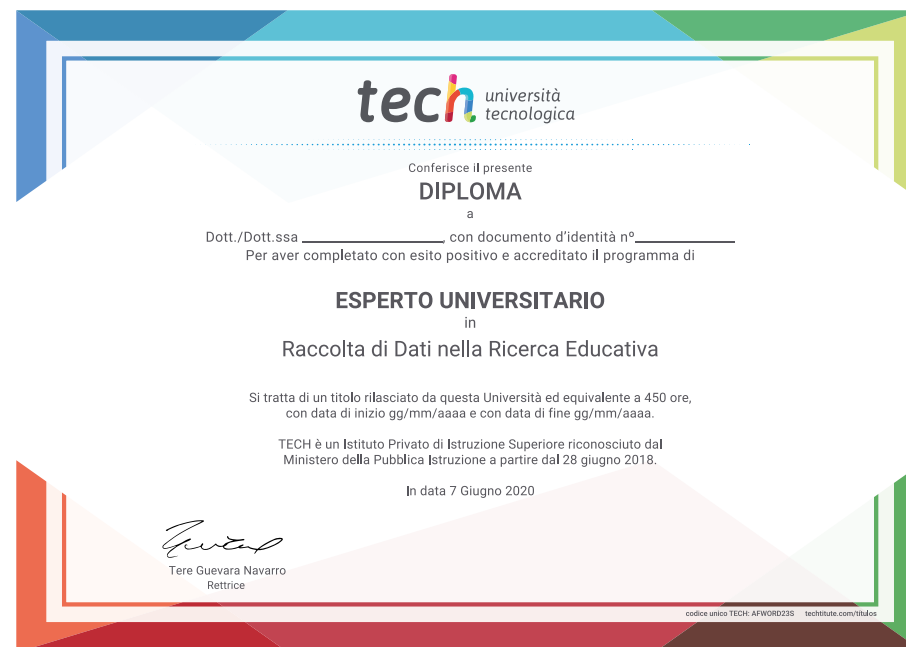 tech università
tecnologica
Conferisce il presente
DIPLOMA
a
Dott./Dott.ssa ____________________, con documento d'identità nº______________
Per aver completato con esito positivo e accreditato il programma di
ESPERTO UNIVERSITARIO
in
Raccolta di Dati nella Ricerca Educativa
Si tratta di un titolo rilasciato da questa Università ed equivalente a 450 ore,
con data di inizio gg/mm/aaaa e con data di fine gg/mm/aaaa.
TECH è un Istituto Privato di Istruzione Superiore riconosciuto dal
Ministero della Pubblica Istruzione a partire dal 28 giugno 2018.
In data 7 Giugno 2020
Tere Guevara Navarro
Rettrice
codice unico TECH: AFWORD23S techtitute.com/titulos